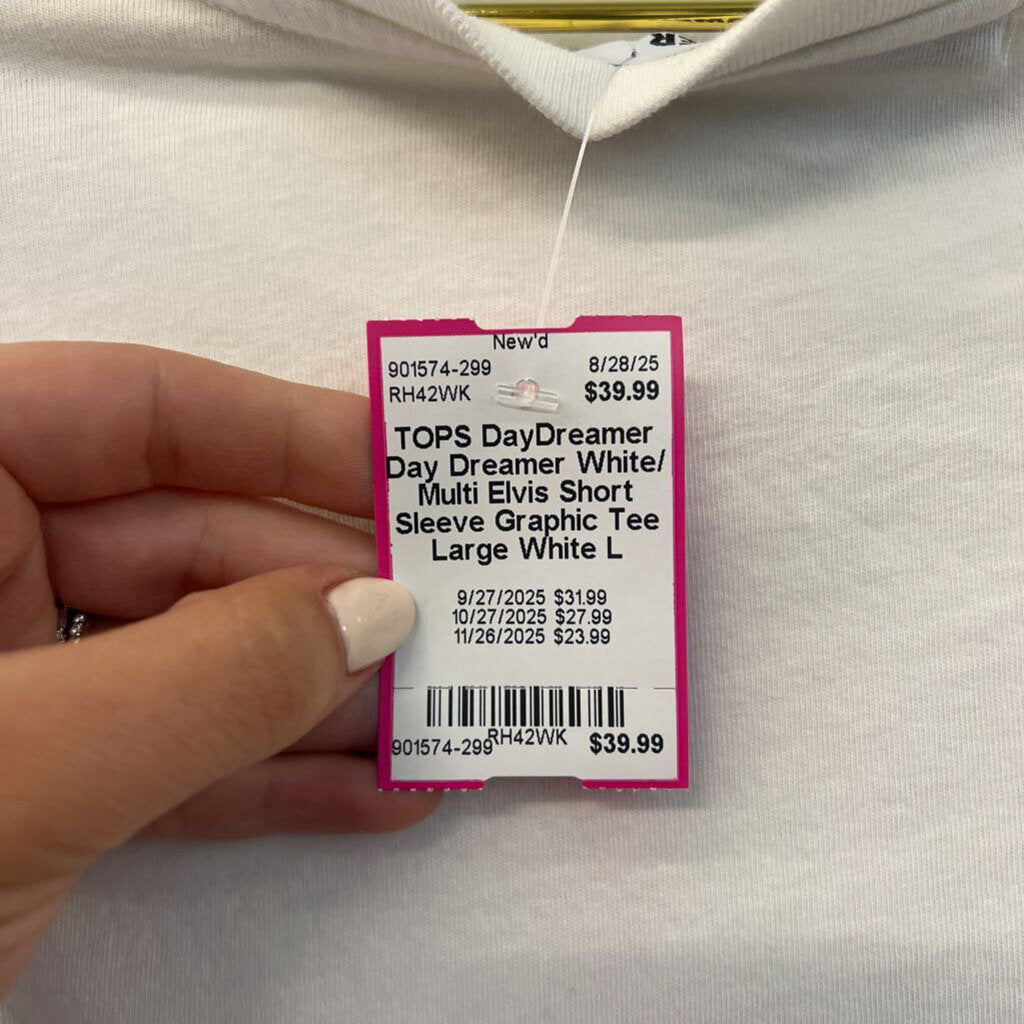 New'd
901574-299 8/28/25
RH42WK $39.99
TOPS DayDreamer
Day Dreamer White/
Multi Elvis Short
Sleeve Graphic Tee
Large White L
9/27/2025 $31.99
10/27/2025 $27.99
11/26/2025 $23.99
901574-299 RH42WK $39.99